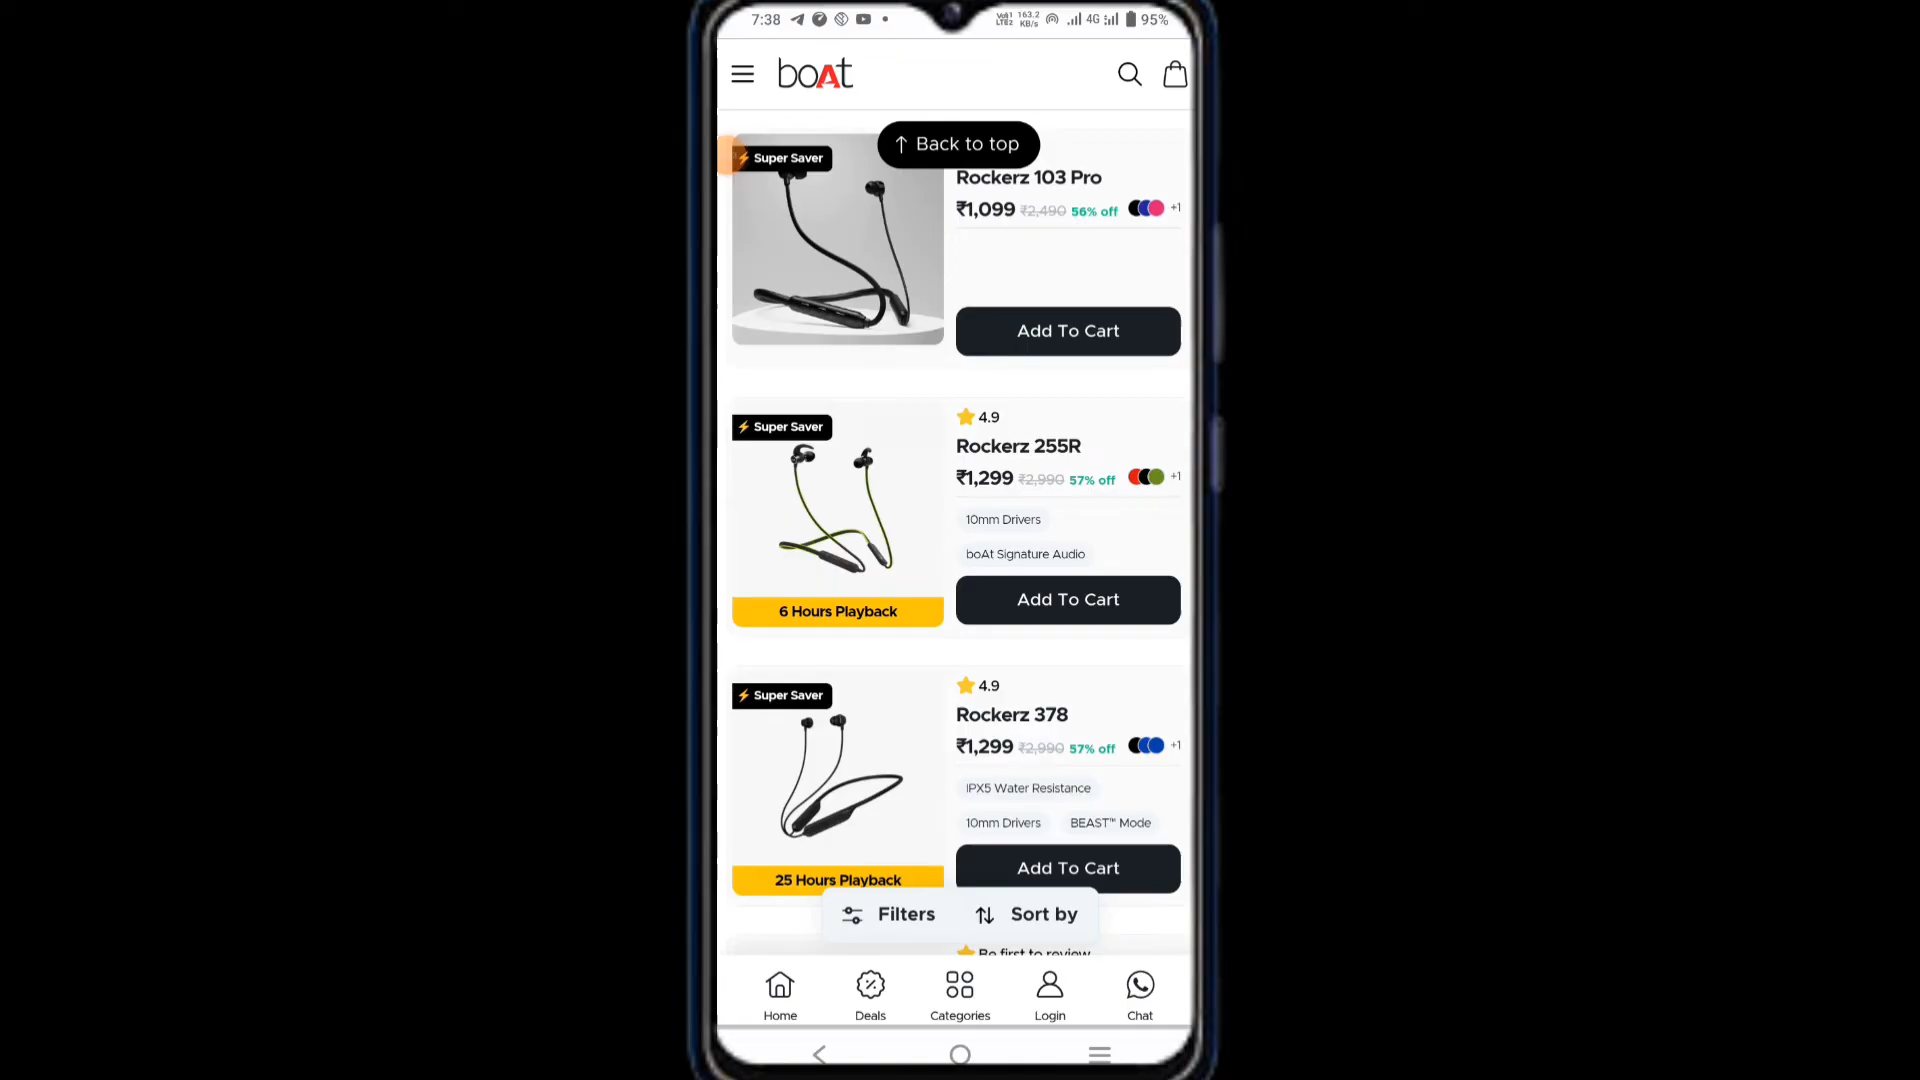 7:38
Vo)) LTE2 163.2 KB/s 4G 95%
boAt
↑ Back to top
⚡ Super Saver
Rockerz 103 Pro
₹1,099 ₹2,490 56% off +1
Add To Cart
⚡ Super Saver
4.9
Rockerz 255R
₹1,299 ₹2,990 57% off +1
10mm Drivers
boAt Signature Audio
6 Hours Playback
Add To Cart
⚡ Super Saver
4.9
Rockerz 378
₹1,299 ₹2,990 57% off +1
IPX5 Water Resistance
10mm Drivers BEAST™ Mode
25 Hours Playback
Add To Cart
Filters Sort by
Be first to review
Home Deals Categories Login Chat